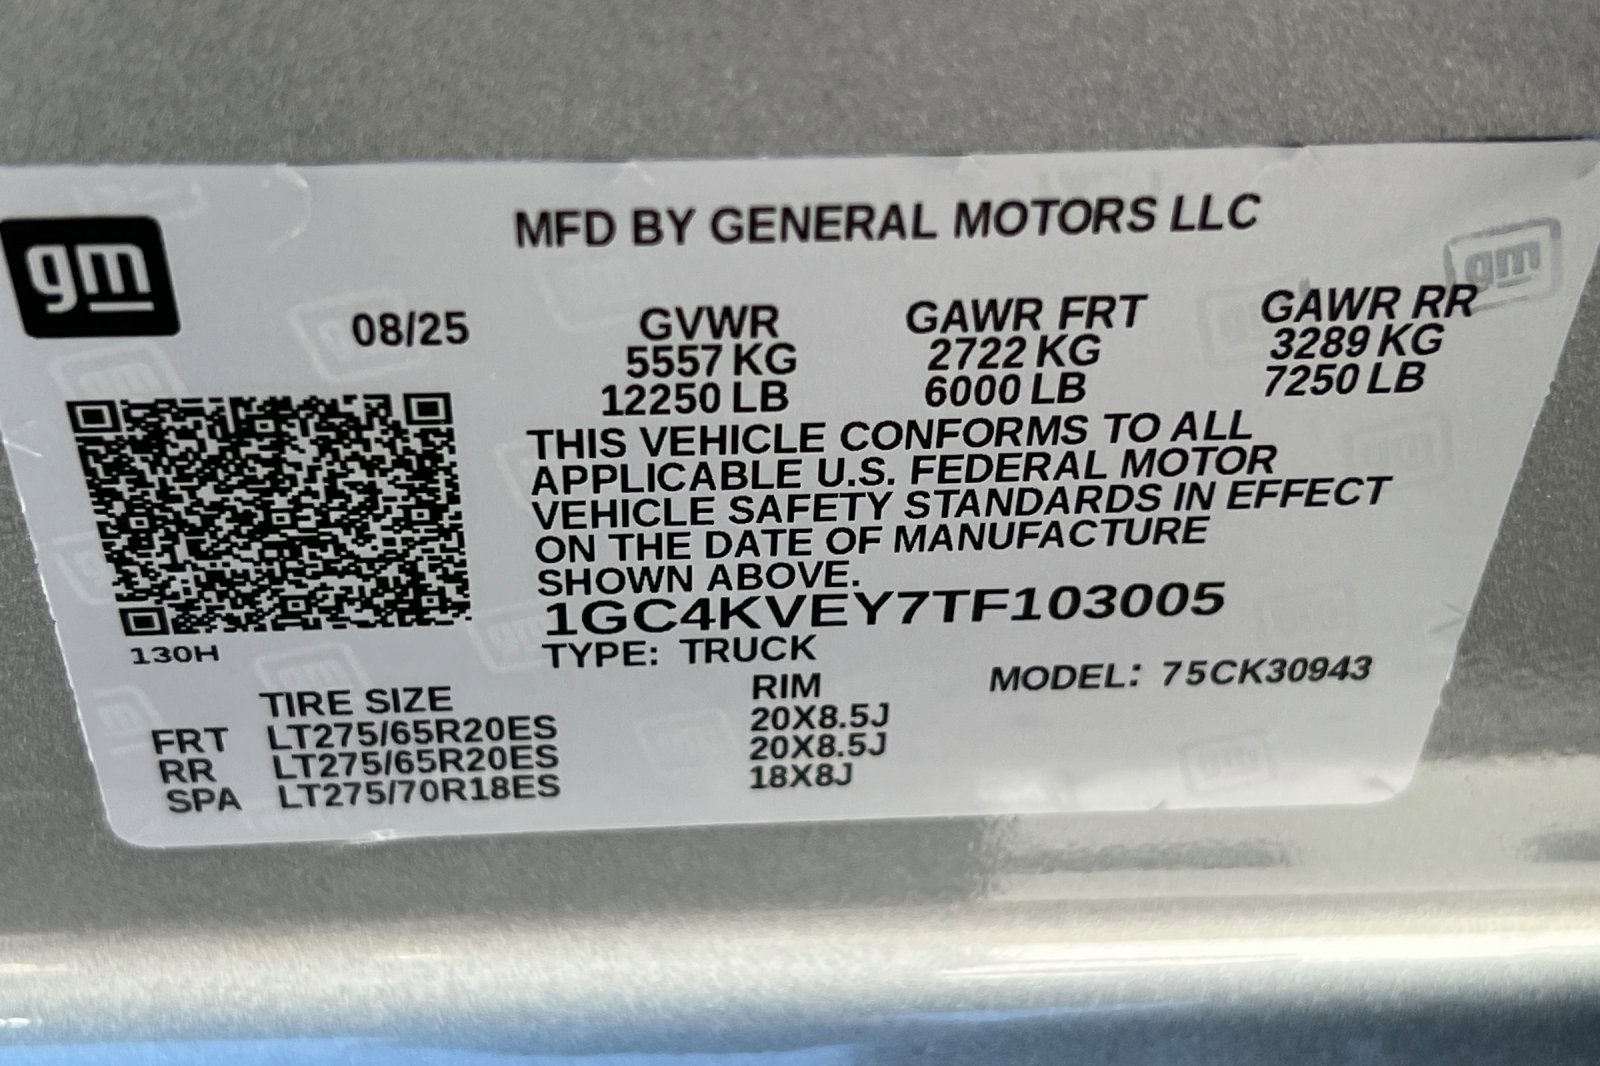 MFD BY GENERAL MOTORS LLC
gm
gm
08/25 GVWR GAWR FRT GAWR RR
5557 KG 2722 KG 3289 KG
12250 LB 6000 LB 7250 LB
THIS VEHICLE CONFORMS TO ALL
APPLICABLE U.S. FEDERAL MOTOR
VEHICLE SAFETY STANDARDS IN EFFECT
ON THE DATE OF MANUFACTURE
SHOWN ABOVE.
1GC4KVEY7TF103005
130H
TYPE: TRUCK
MODEL: 75CK30943
TIRE SIZE RIM
FRT LT275/65R20ES 20X8.5J
RR LT275/65R20ES 20X8.5J
SPA LT275/70R18ES 18X8J